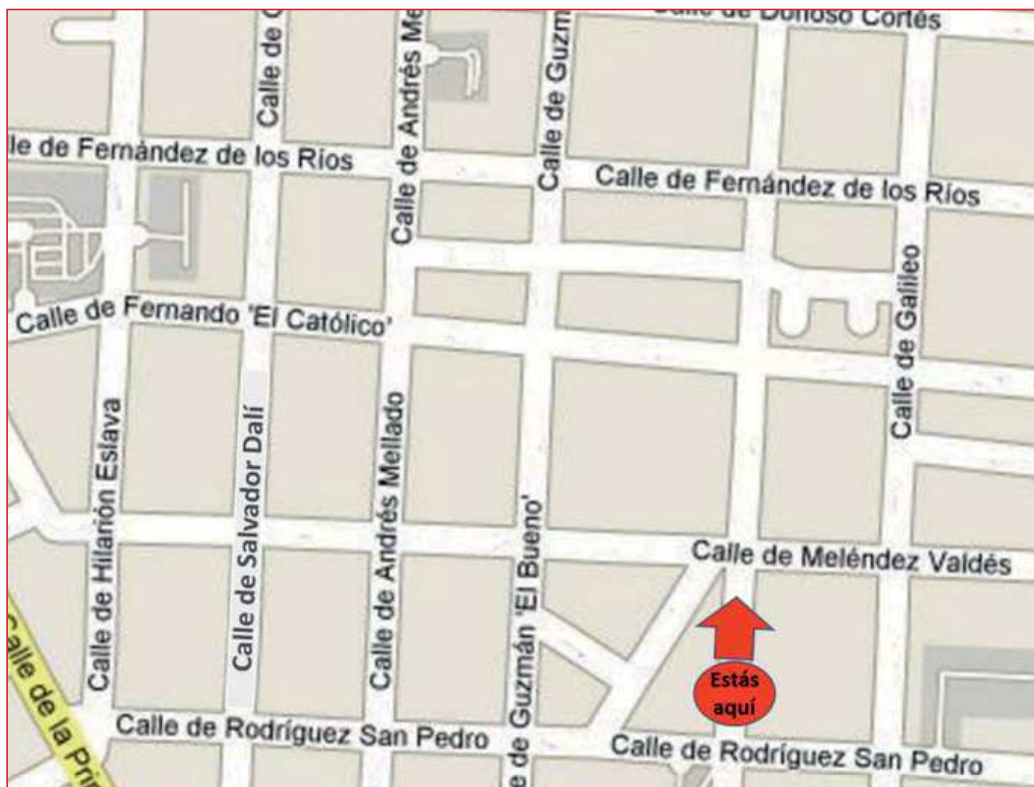 Calle de Donoso Cortés
Calle de G
Calle de Andrés Me
Calle de Guzm
lle de Fernández de los Ríos
Calle de Fernández de los Ríos
Calle de Galileo
Calle de Fernando 'El Católico'
Calle de Hilarión Eslava
Calle de Salvador Dalí
Calle de Andrés Mellado
e de Guzmán 'El Bueno'
Calle de Meléndez Valdés
Estás
aquí
Calle de la Prin
Calle de Rodríguez San Pedro
Calle de Rodríguez San Pedro